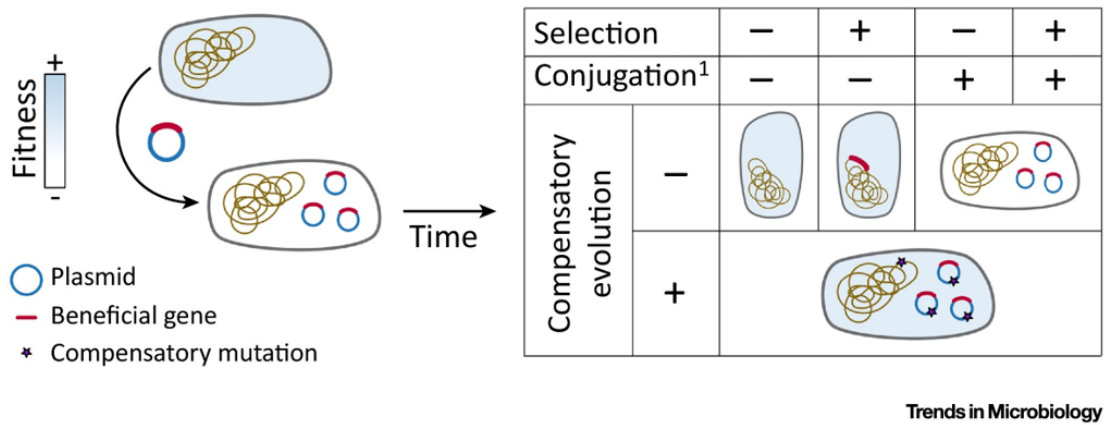 Fitness
+
-
Time
Plasmid
Beneficial gene
Compensatory mutation
Selection − + − +
Conjugation1 − − + +
Compensatory
evolution
−
+
Trends in Microbiology